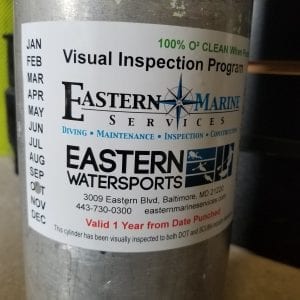 100% O² CLEAN When
Visual Inspection Program
JAN
FEB
MAR
APR
MAY
JUN
JUL
AUG
SEP
OCT
NOV
DEC
EASTERN MARINE
SERVICES
DIVING • MAINTENANCE • INSPECTION • CONSTRUCTION
EASTERN
WATERSPORTS
3009 Eastern Blvd, Baltimore, MD 21220
443-730-0300 easternmarineservices.com
Valid 1 Year from Date Punched
This cylinder has been visually inspected to both DOT and